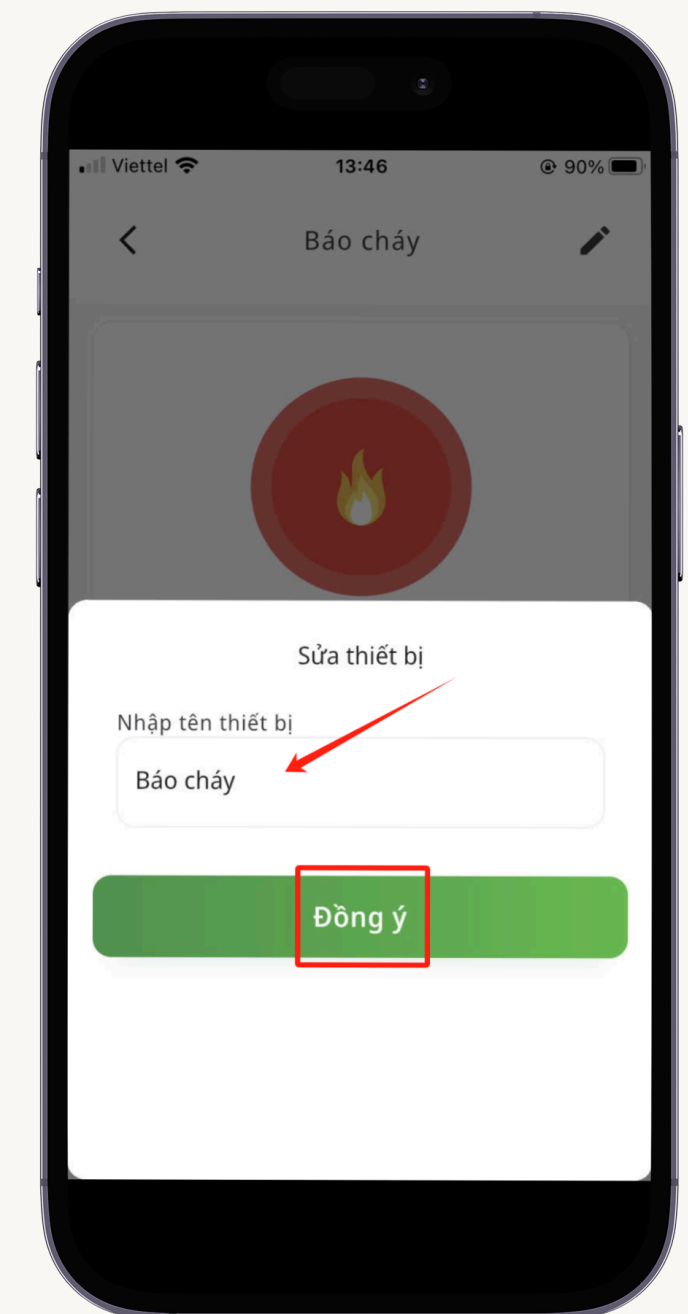 Viettel 13:46 90%
Báo cháy
Sửa thiết bị
Nhập tên thiết bị
Báo cháy
Đồng ý